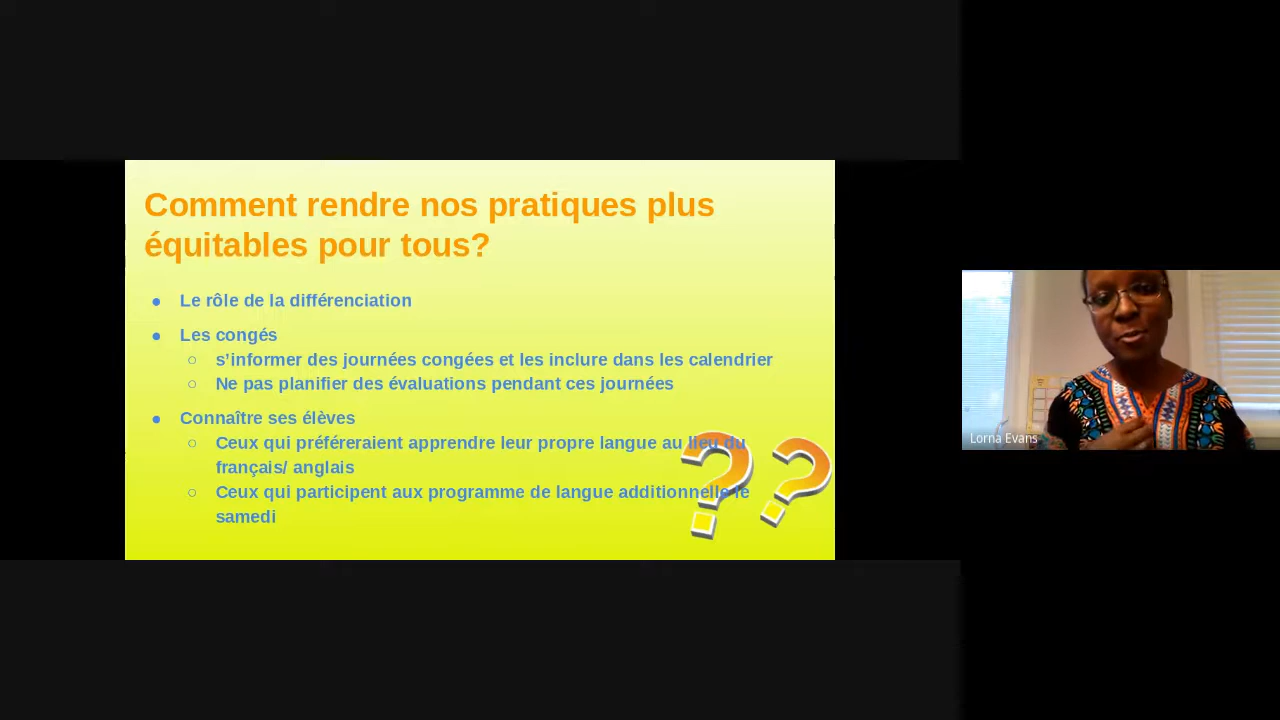 Comment rendre nos pratiques plus
équitables pour tous?
● Le rôle de la différenciation
● Les congés
○ s'informer des journées congées et les inclure dans les calendrier
○ Ne pas planifier des évaluations pendant ces journées
● Connaître ses élèves
○ Ceux qui préféreraient apprendre leur propre langue au lieu du
français/ anglais
○ Ceux qui participent aux programme de langue additionnelle le
samedi
??
Lorna Evans